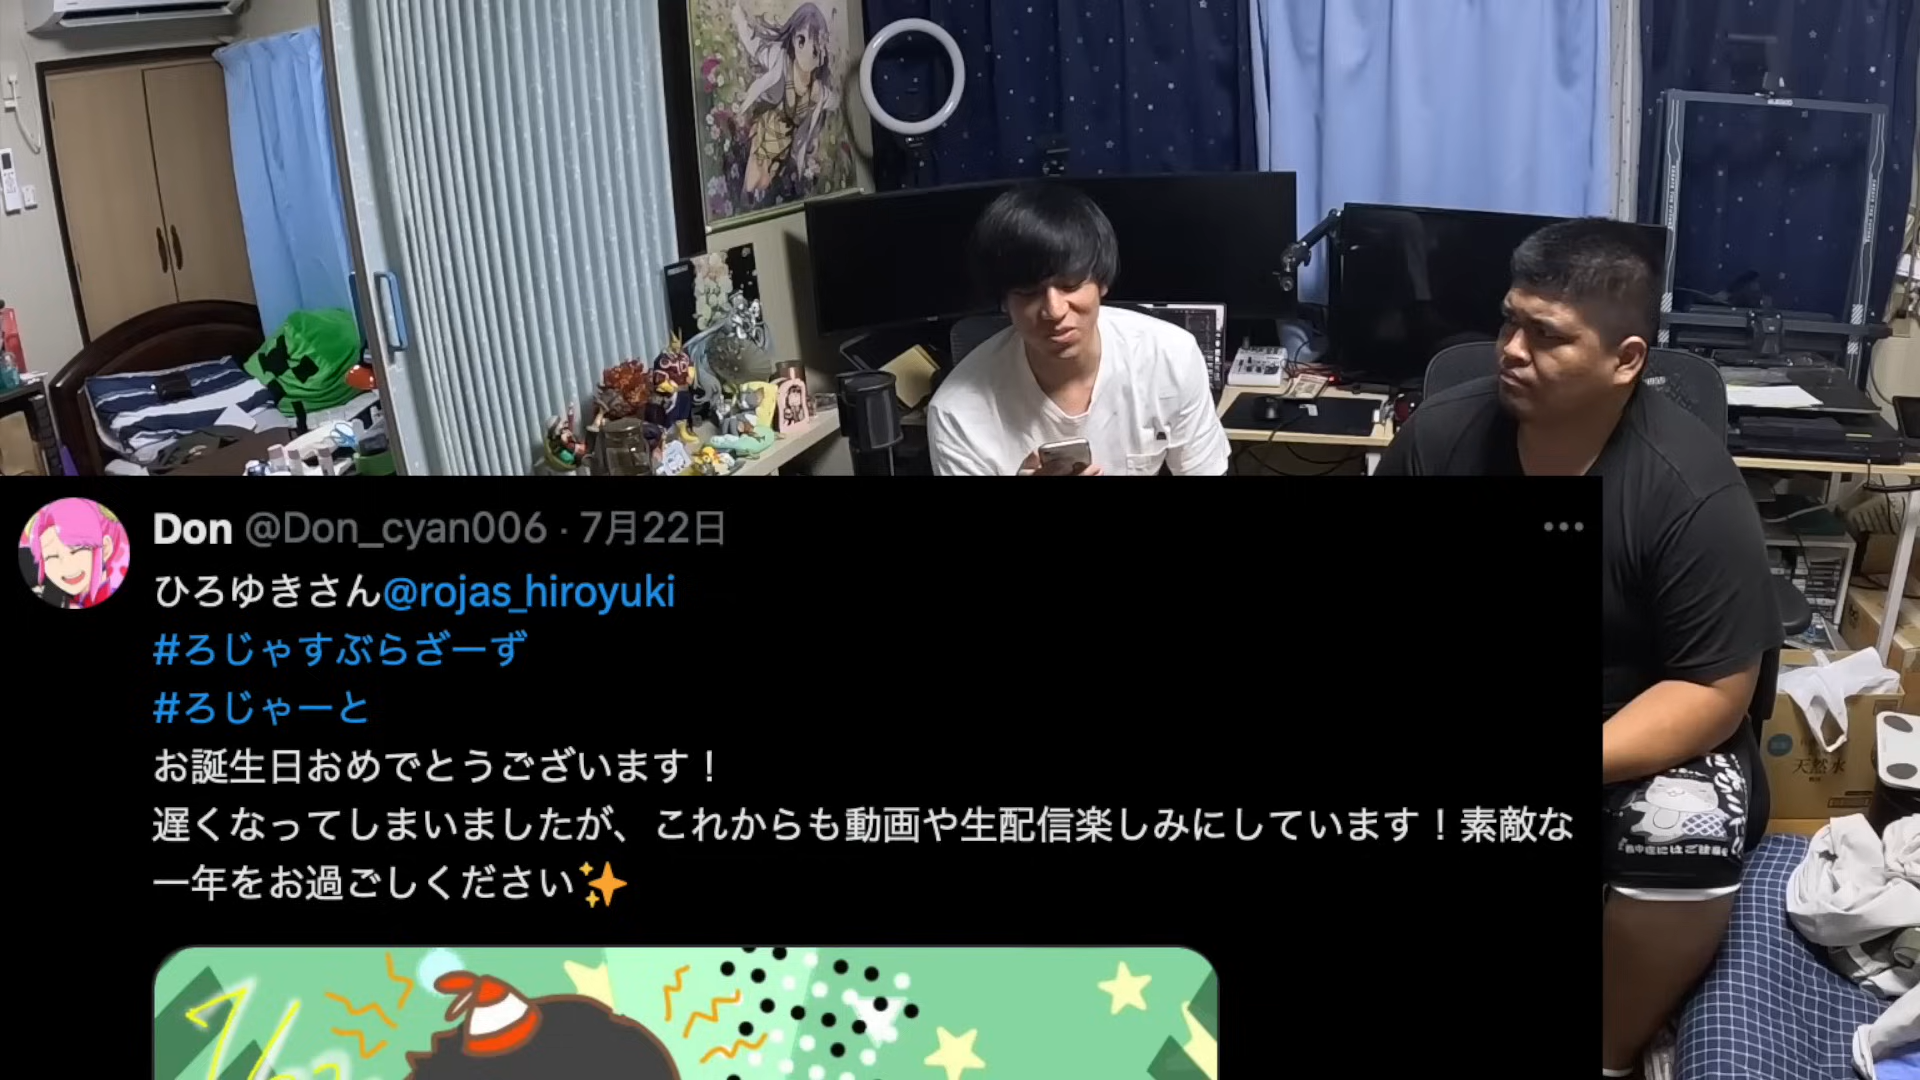 Don @Don_cyan006 · 7月22日
ひろゆきさん@rojas_hiroyuki
#ろじゃすぶらざーず
#ろじゃーと
お誕生日おめでとうございます！
遅くなってしまいましたが、これからも動画や生配信楽しみにしています！素敵な
一年をお過ごしください✨
天然水